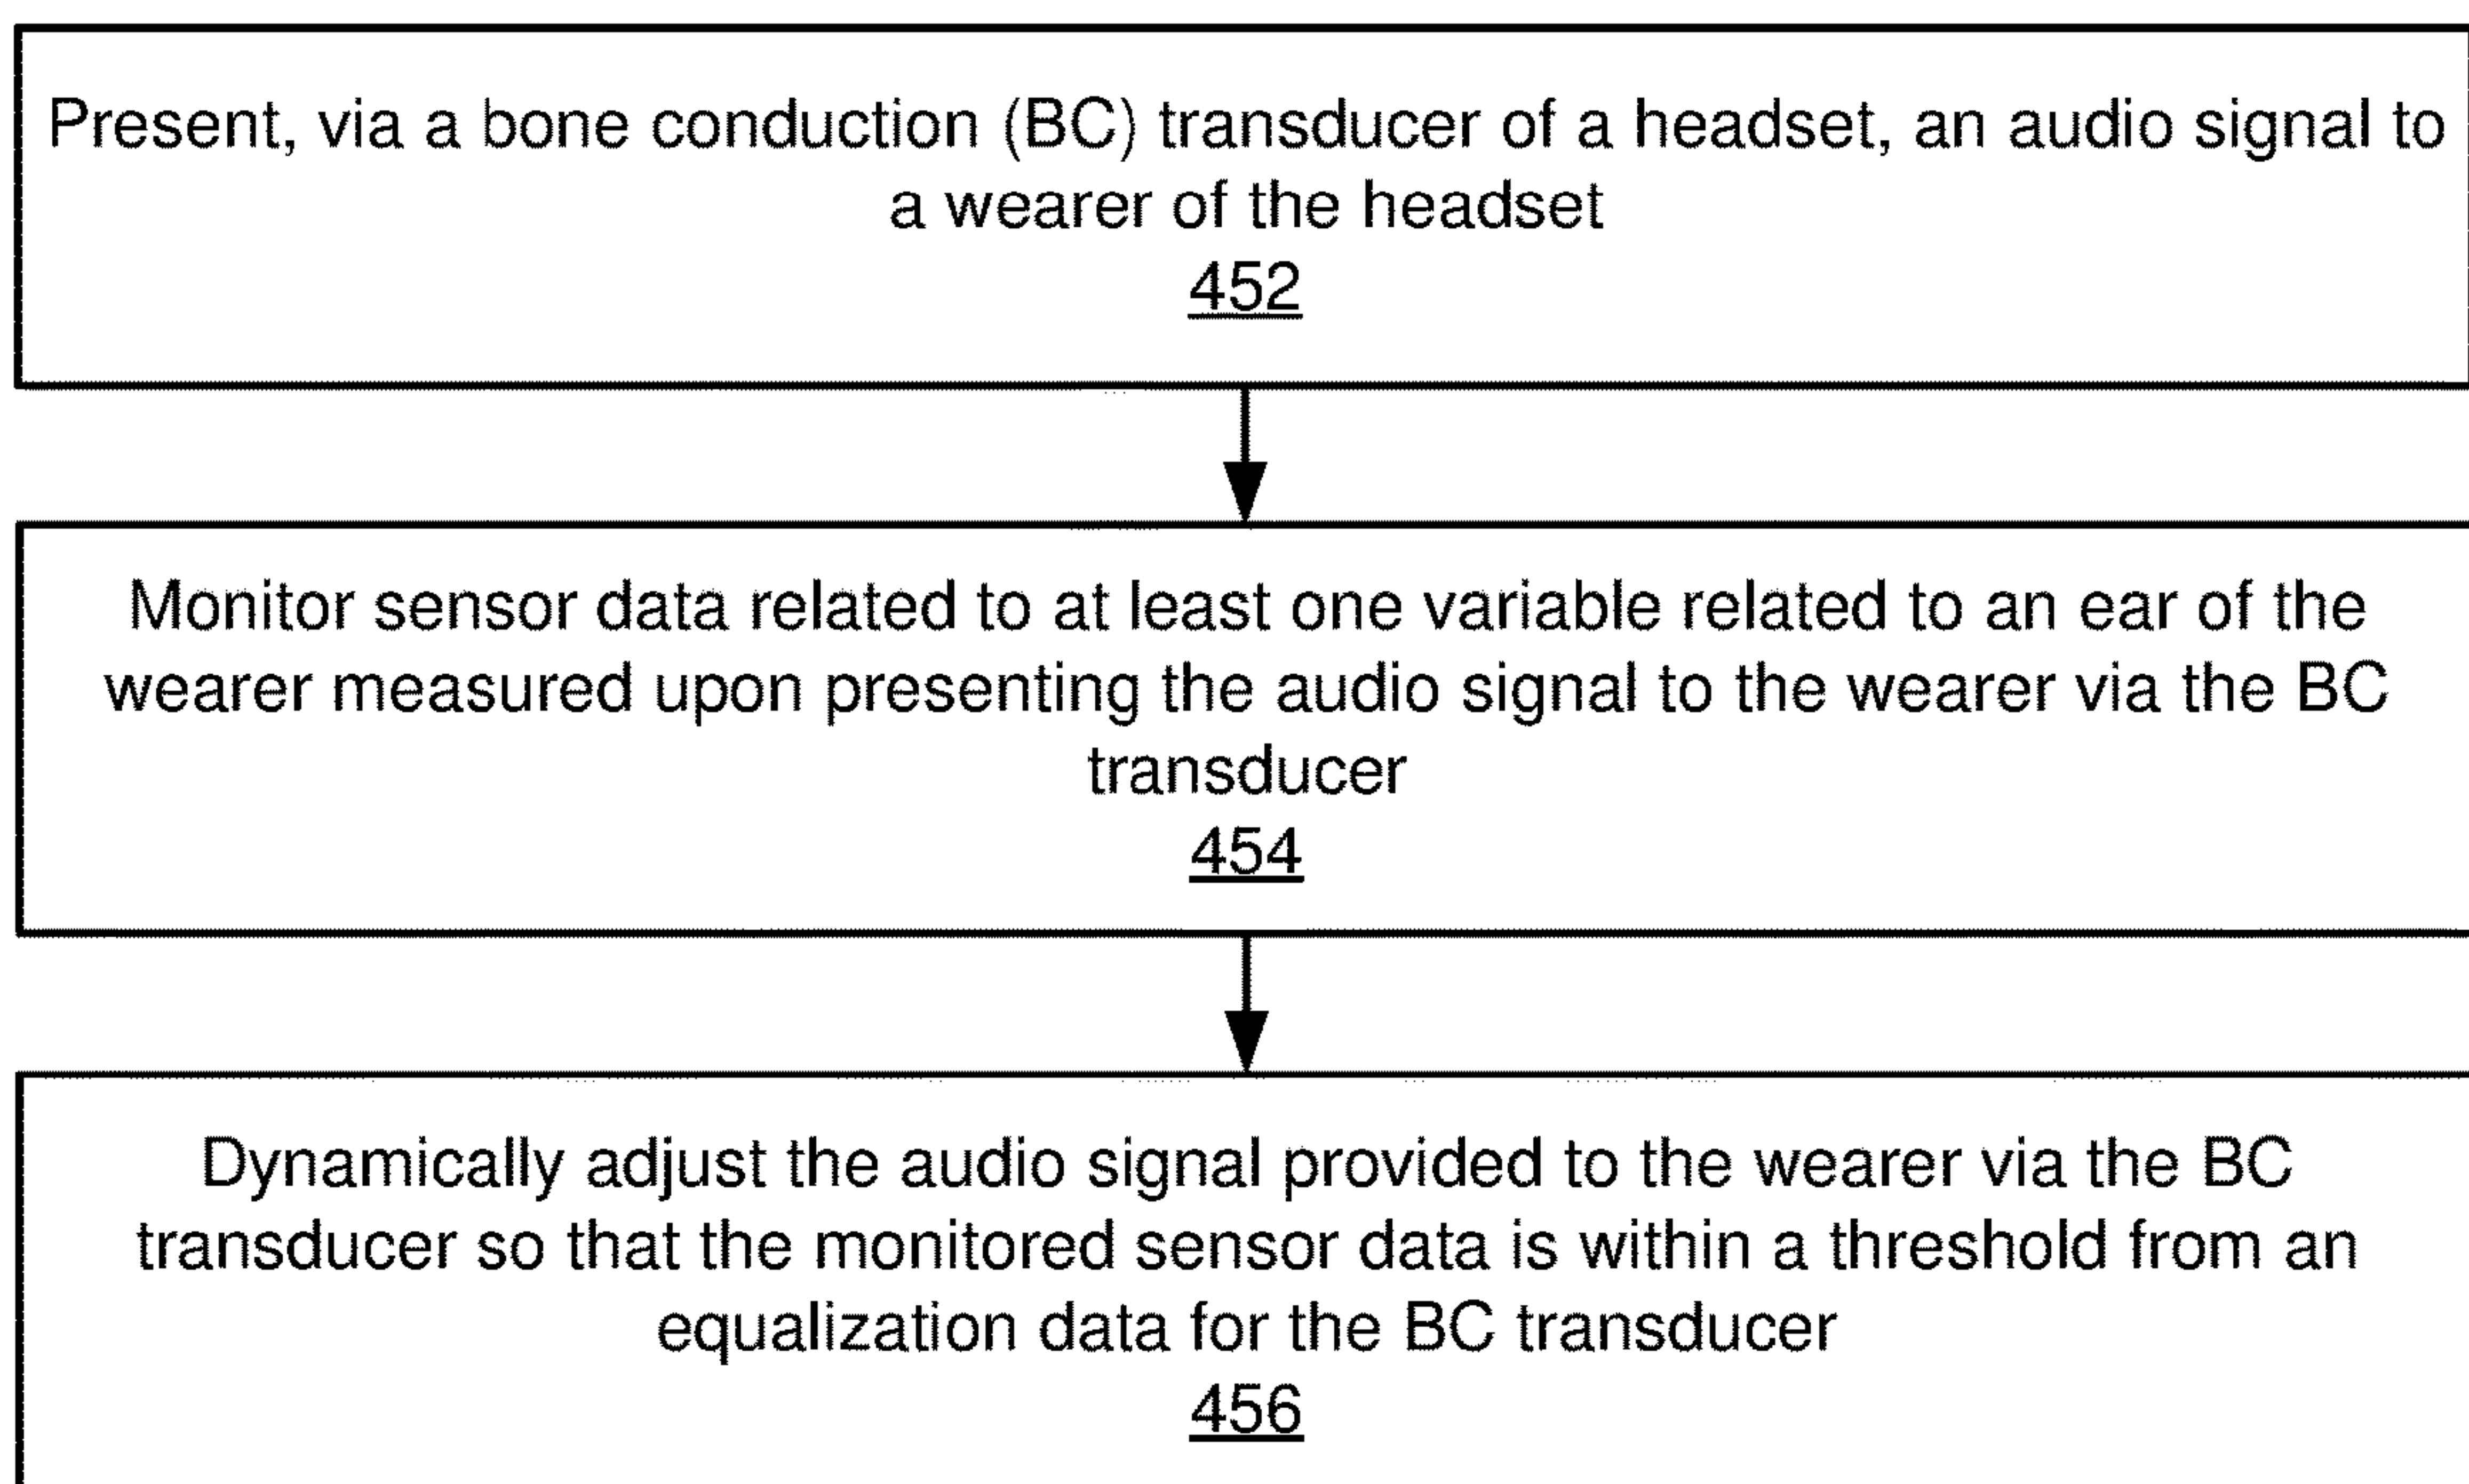 Present, via a bone conduction (BC) transducer of a headset, an audio signal to
a wearer of the headset
452
Monitor sensor data related to at least one variable related to an ear of the
wearer measured upon presenting the audio signal to the wearer via the BC
transducer
454
Dynamically adjust the audio signal provided to the wearer via the BC
transducer so that the monitored sensor data is within a threshold from an
equalization data for the BC transducer
456